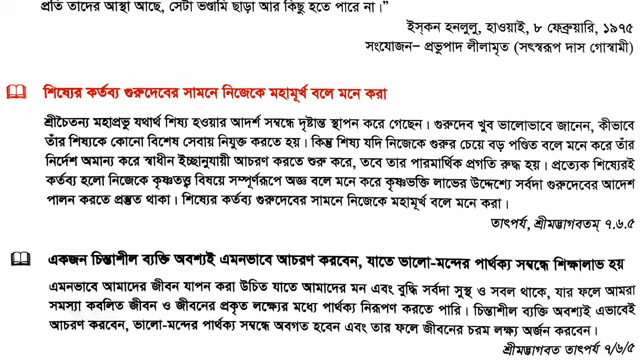 প্রতি তাদের আস্থা আছে, সেটা ভণ্ডামি ছাড়া আর কিছু হতে পারে না।”
ইস্‌কন হনলুলু, হাওয়াই, ৮ ফেব্রুয়ারি, ১৯৭৫
সংযোজন– প্রভুপাদ লীলামৃত (সৎস্বরূপ দাস গোস্বামী)
শিষ্যের কর্তব্য গুরুদেবের সামনে নিজেকে মহামূর্খ বলে মনে করা
শ্রীচৈতন্য মহাপ্রভু যথার্থ শিষ্য হওয়ার আদর্শ সম্বন্ধে দৃষ্টান্ত স্থাপন করে গেছেন। গুরুদেব খুব ভালোভাবে জানেন, কীভাবে
তাঁর শিষ্যকে কোনো বিশেষ সেবায় নিযুক্ত করতে হয়। কিন্তু শিষ্য যদি নিজেকে গুরুর চেয়ে বড় পণ্ডিত বলে মনে করে তাঁর
নির্দেশ অমান্য করে স্বাধীন ইচ্ছানুযায়ী আচরণ করতে শুরু করে, তবে তার পারমার্থিক প্রগতি রুদ্ধ হয়। প্রত্যেক শিষ্যেরই
কর্তব্য হলো নিজেকে কৃষ্ণতত্ত্ব বিষয়ে সম্পূর্ণরূপে অজ্ঞ বলে মনে করে কৃষ্ণভক্তি লাভের উদ্দেশ্যে সর্বদা গুরুদেবের আদেশ
পালন করতে প্রস্তুত থাকা। শিষ্যের কর্তব্য গুরুদেবের সামনে নিজেকে মহামূর্খ বলে মনে করা।
তাৎপর্য, শ্রীমদ্ভাগবতম্ ৭.৬.৫
একজন চিন্তাশীল ব্যক্তি অবশ্যই এমনভাবে আচরণ করবেন, যাতে ভালো-মন্দের পার্থক্য সম্বন্ধে শিক্ষালাভ হয়
এমনভাবে আমাদের জীবন যাপন করা উচিত যাতে আমাদের মন এবং বুদ্ধি সর্বদা সুস্থ ও সবল থাকে, যার ফলে আমরা
সমস্যা কবলিত জীবন ও জীবনের প্রকৃত লক্ষ্যের মধ্যে পার্থক্য নিরূপণ করতে পারি। চিন্তাশীল ব্যক্তি অবশ্যই এভাবেই
আচরণ করবেন, ভালো-মন্দের পার্থক্য সম্বন্ধে অবগত হবেন এবং তার ফলে জীবনের চরম লক্ষ্য অর্জন করবেন।
শ্রীমদ্ভাগবত তাৎপর্য ৭/৬/৫